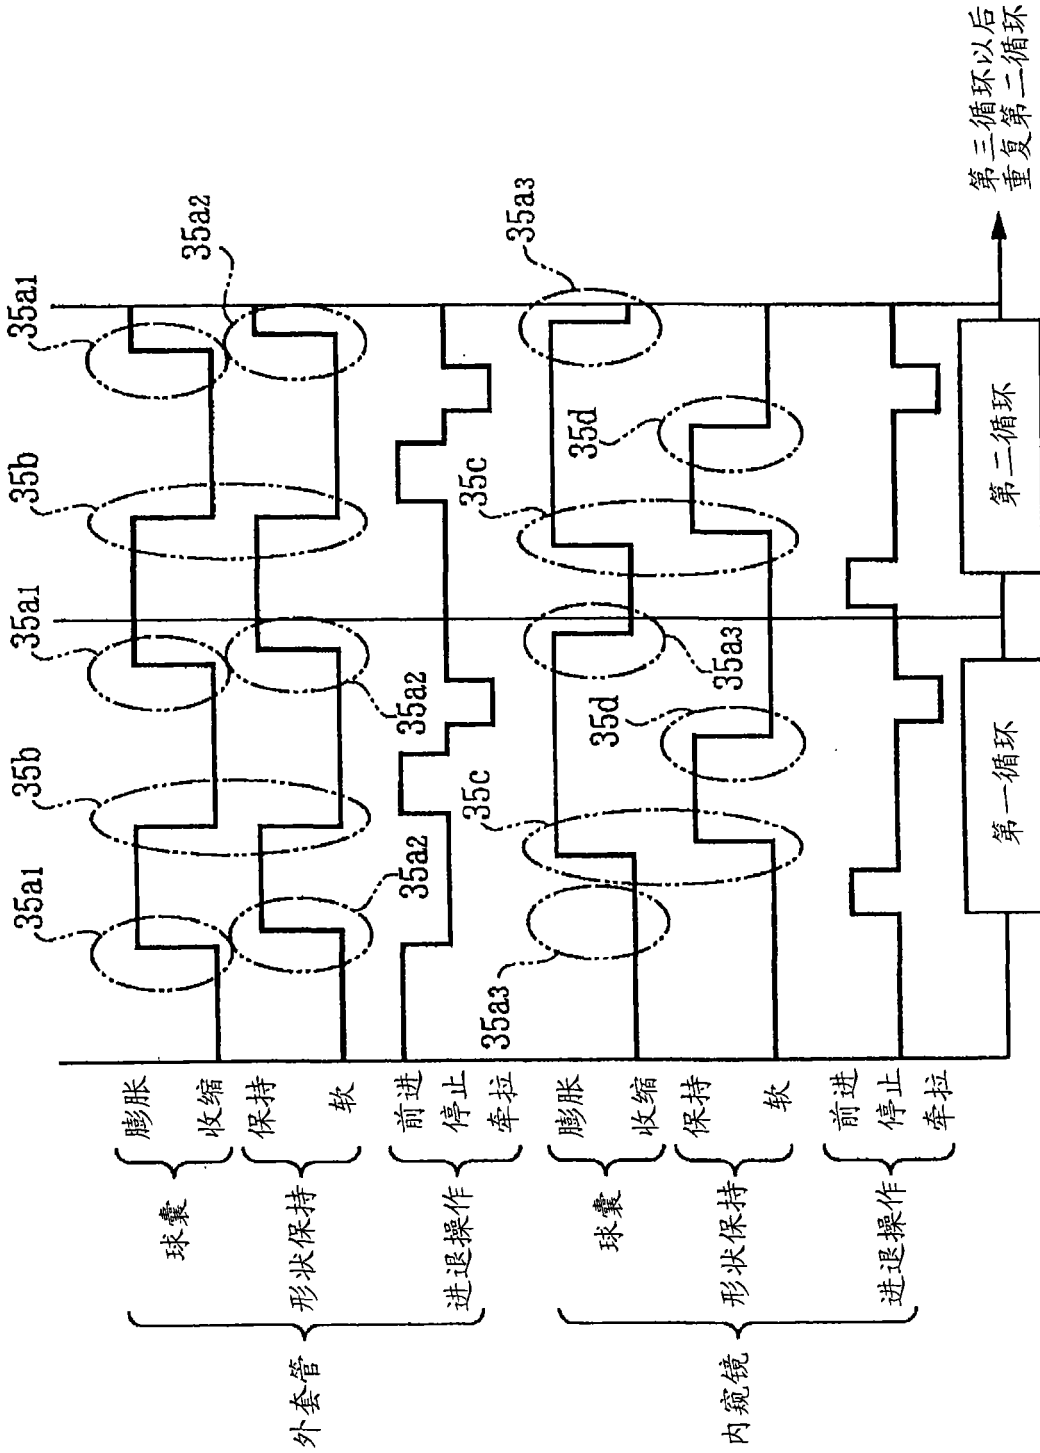 35a1
35b
35a1
35b
35a1
35a2
35a2
35a2
35a3
35c
35d
35a3
35d
35c
35a3
外套管
球囊
膨胀
收缩
形状保持
保持
软
进退操作
前进
停止
牵拉
内窥镜
球囊
膨胀
收缩
形状保持
保持
软
进退操作
前进
停止
牵拉
第一循环
第二循环
第三循环以后
重复第二循环